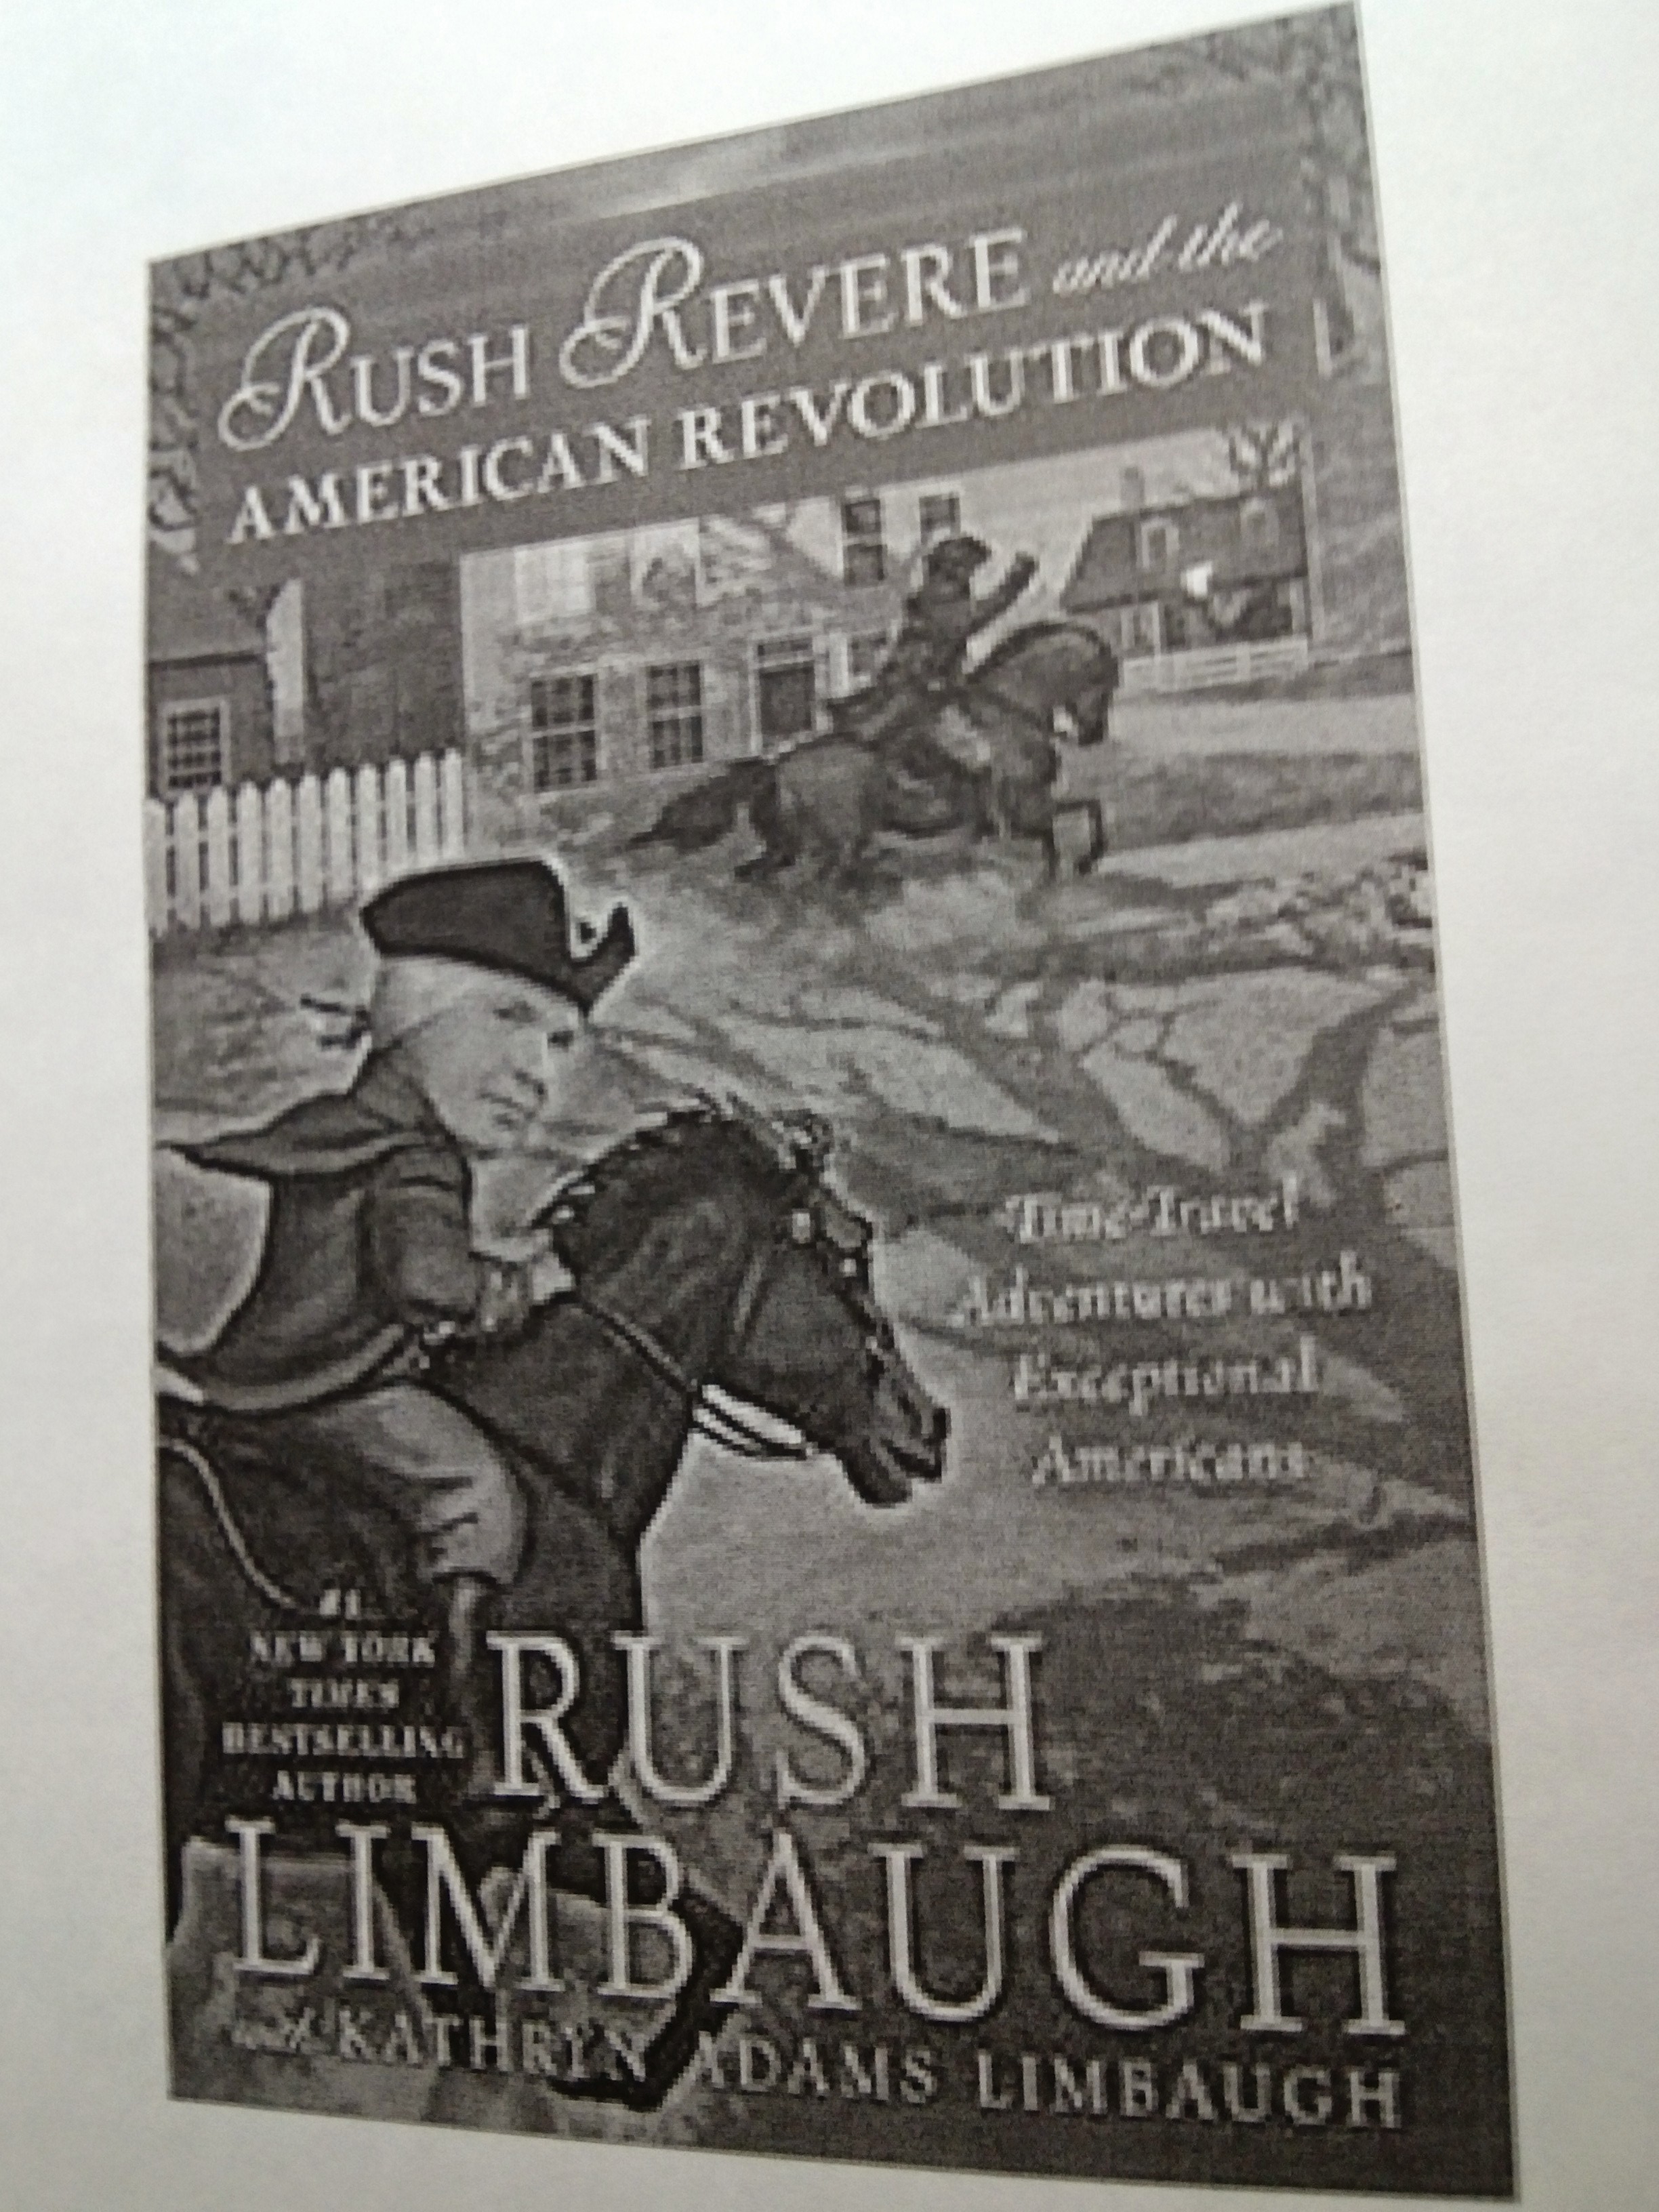 RUSH REVERE and the
AMERICAN REVOLUTION
Time-Travel
Adventures with
Exceptional
Americans
#1
NEW YORK
TIMES
BESTSELLING
AUTHOR
RUSH
LIMBAUGH
with KATHRYN ADAMS LIMBAUGH